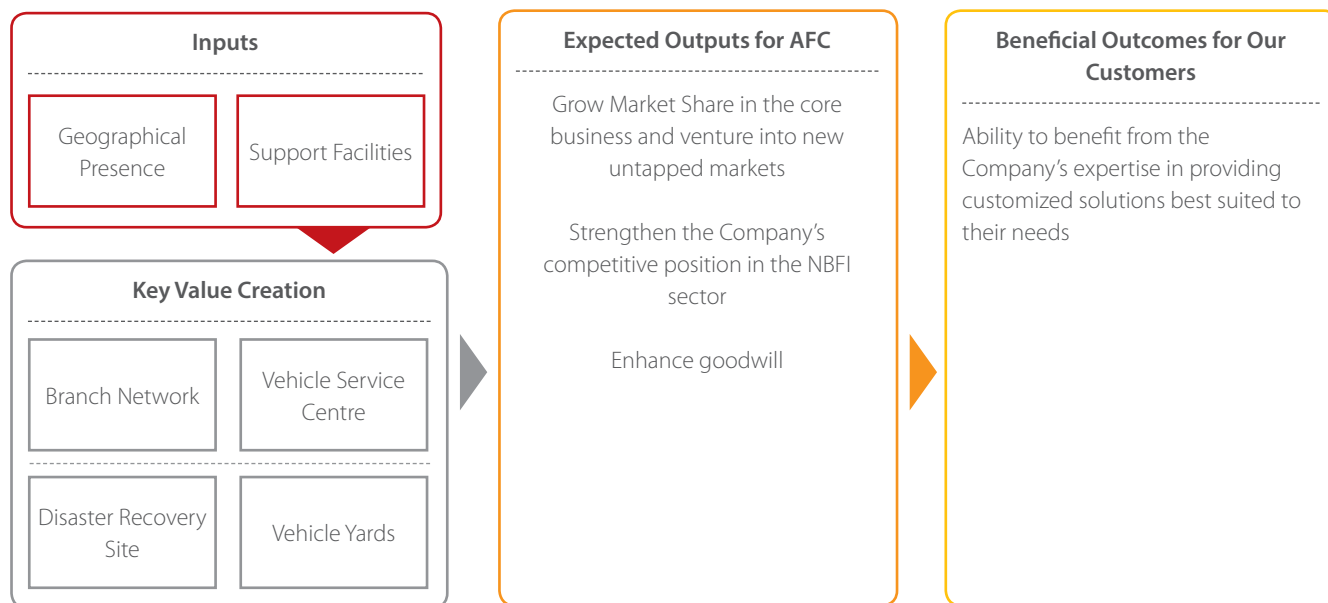 Inputs
Geographical
Presence
Support Facilities
Key Value Creation
Branch Network
Vehicle Service
Centre
Disaster Recovery
Site
Vehicle Yards
Expected Outputs for AFC
Grow Market Share in the core
business and venture into new
untapped markets
Strengthen the Company’s
competitive position in the NBFI
sector
Enhance goodwill
Beneficial Outcomes for Our
Customers
Ability to benefit from the
Company’s expertise in providing
customized solutions best suited to
their needs